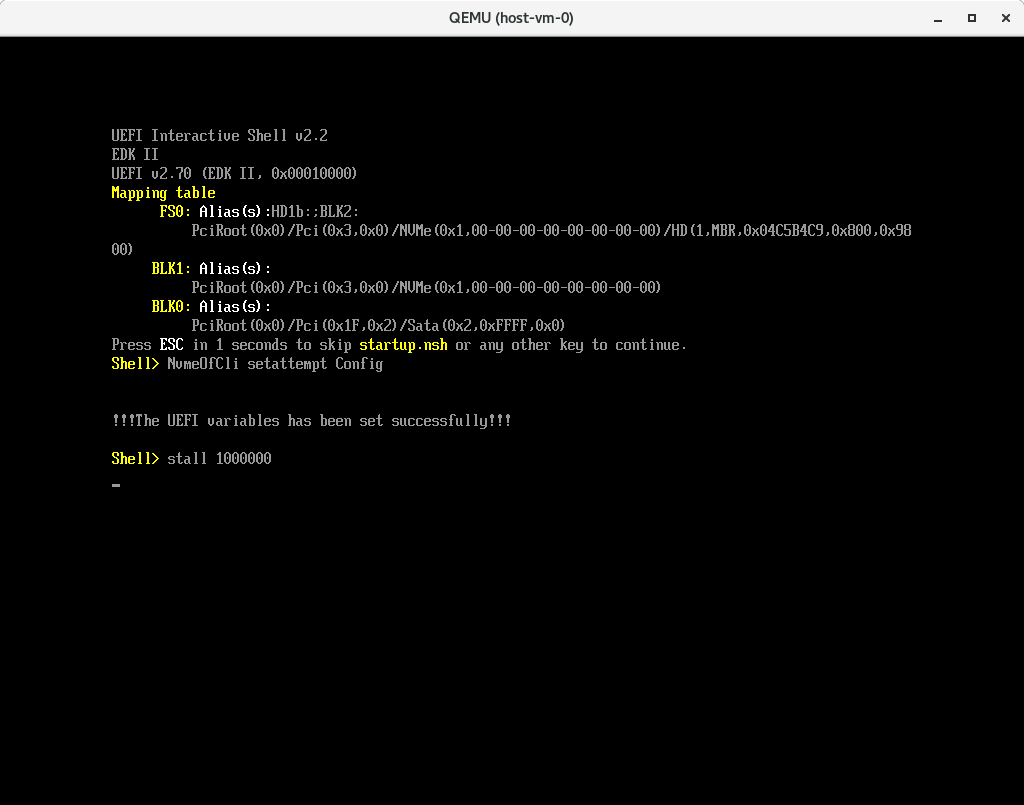 QEMU (host-vm-0)
UEFI Interactive Shell v2.2
EDK II
UEFI v2.70 (EDK II, 0x00010000)
Mapping table
FS0: Alias(s):HD1b:;BLK2:
PciRoot(0x0)/Pci(0x3,0x0)/NVMe(0x1,00-00-00-00-00-00-00-00)/HD(1,MBR,0x04C5B4C9,0x800,0x98
00)
BLK1: Alias(s):
PciRoot(0x0)/Pci(0x3,0x0)/NVMe(0x1,00-00-00-00-00-00-00-00)
BLK0: Alias(s):
PciRoot(0x0)/Pci(0x1F,0x2)/Sata(0x2,0xFFFF,0x0)
Press ESC in 1 seconds to skip startup.nsh or any other key to continue.
Shell> NvmeOfCli setattempt Config
!!!The UEFI variables has been set successfully!!!
Shell> stall 1000000